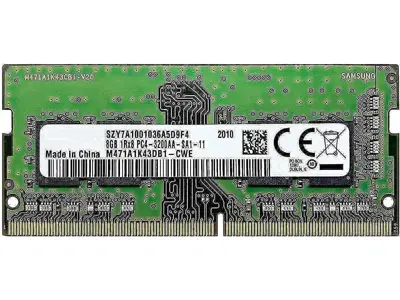 M471A1K43CB1-V20
SAMSUNG
SZY7A1001036A5D9F4
2010
8GB 1Rx8 PC4-3200AA-SA1-11
Made in China
M471A1K43DB1-CWE